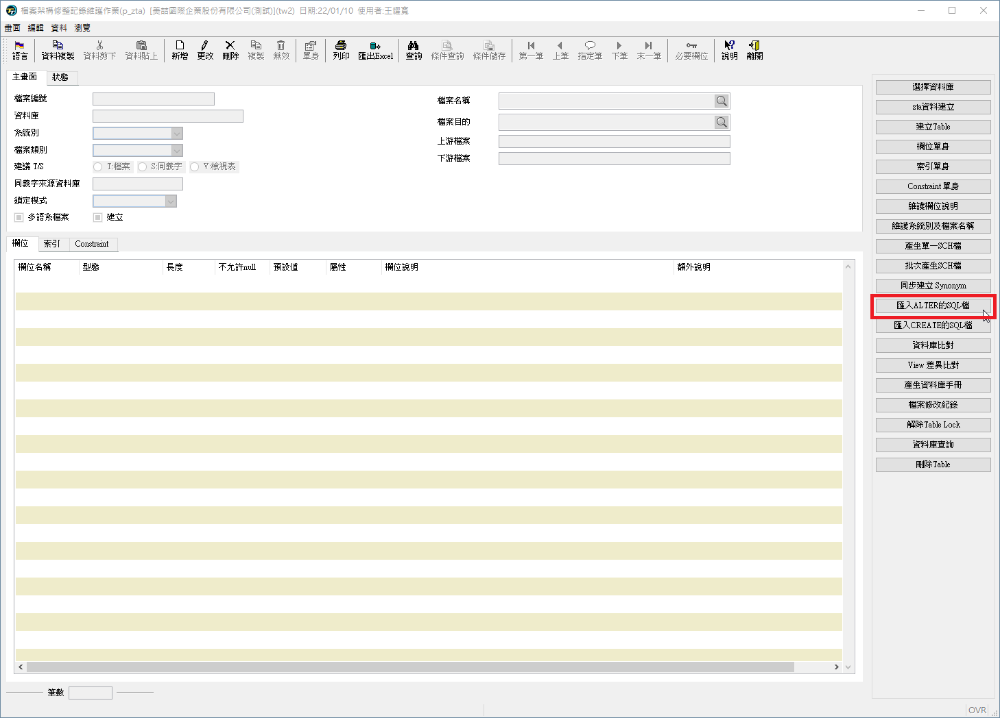 檔案架構修整記錄維護作業(p_zta) [美喆國際企業股份有限公司(測試)](tw2) 日期:22/01/10 使用者:王耀寬
畫面 編輯 資料 瀏覽
語言 資料複製 資料剪下 資料貼上 新增 更改 刪除 複製 無效 單身 列印 匯出Excel 查詢 條件查詢 條件儲存 第一筆 上筆 指定筆 下筆 末一筆 必要欄位 說明 離開
主畫面 狀態
檔案編號
資料庫
系統別
檔案類別
建議 T/S T:檔案 S:同義字 V:檢視表
同義字來源資料庫
鎖定模式
多語系檔案 建立
檔案名稱
檔案目的
上游檔案
下游檔案
欄位 索引 Constraint
欄位名稱 型態 長度 不允許null 預設值 屬性 欄位說明 額外說明
筆數
選擇資料庫
zta資料建立
建立Table
欄位單身
索引單身
Constraint 單身
維護欄位說明
維護系統別及檔案名稱
產生單一SCH檔
批次產生SCH檔
同步建立 Synonym
匯入ALTER的SQL檔
匯入CREATE的SQL檔
資料庫比對
View 差異比對
產生資料庫手冊
檔案修改紀錄
解除Table Lock
資料庫查詢
刪除Table
OVR